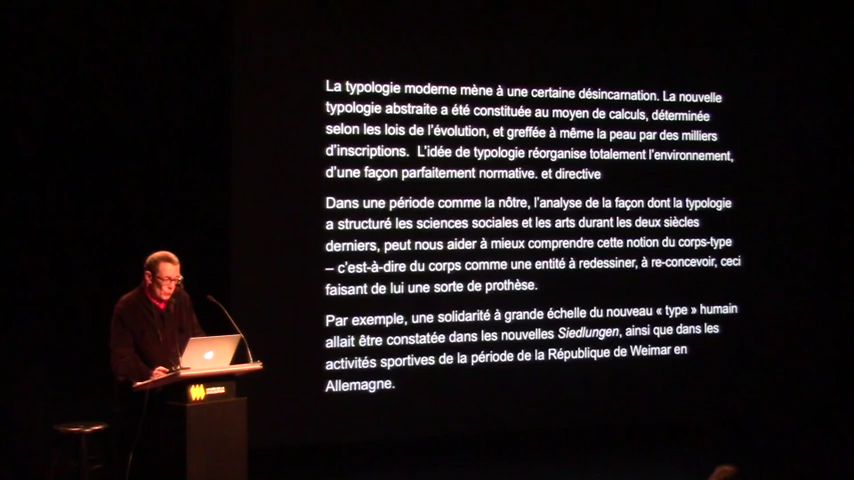 La typologie moderne mène à une certaine désincarnation. La nouvelle
typologie abstraite a été constituée au moyen de calculs, déterminée
selon les lois de l'évolution, et greffée à même la peau par des milliers
d'inscriptions. L'idée de typologie réorganise totalement l'environnement,
d'une façon parfaitement normative. et directive
Dans une période comme la nôtre, l'analyse de la façon dont la typologie
a structuré les sciences sociales et les arts durant les deux siècles
derniers, peut nous aider à mieux comprendre cette notion du corps-type
– c'est-à-dire du corps comme une entité à redessiner, à re-concevoir, ceci
faisant de lui une sorte de prothèse.
Par exemple, une solidarité à grande échelle du nouveau « type » humain
allait être constatée dans les nouvelles Siedlungen, ainsi que dans les
activités sportives de la période de la République de Weimar en
Allemagne.